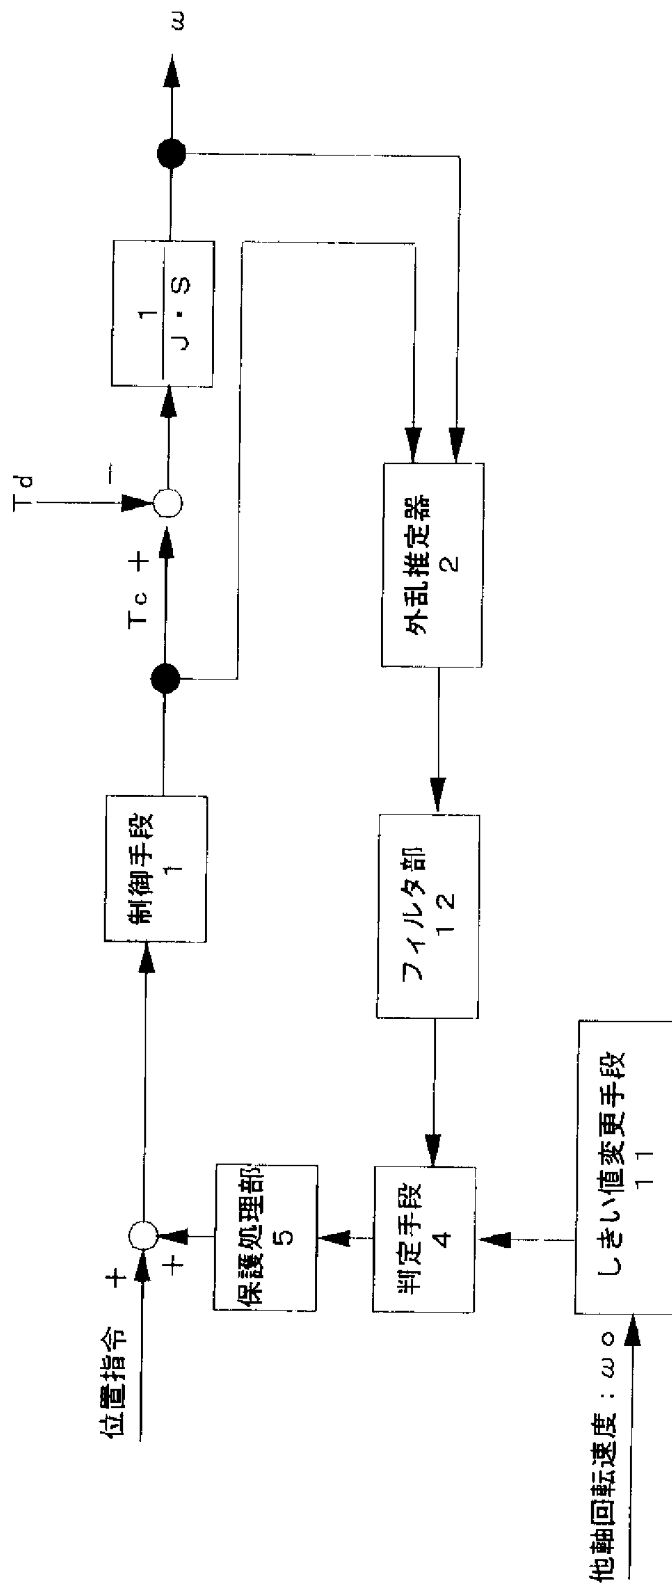 位置指令
+
+
制御手段
1
Tc
+
Td
−
1
J・S
ω
保護処理部
5
判定手段
4
フィルタ部
12
外乱推定器
2
しきい値変更手段
11
他軸回転速度:ωo